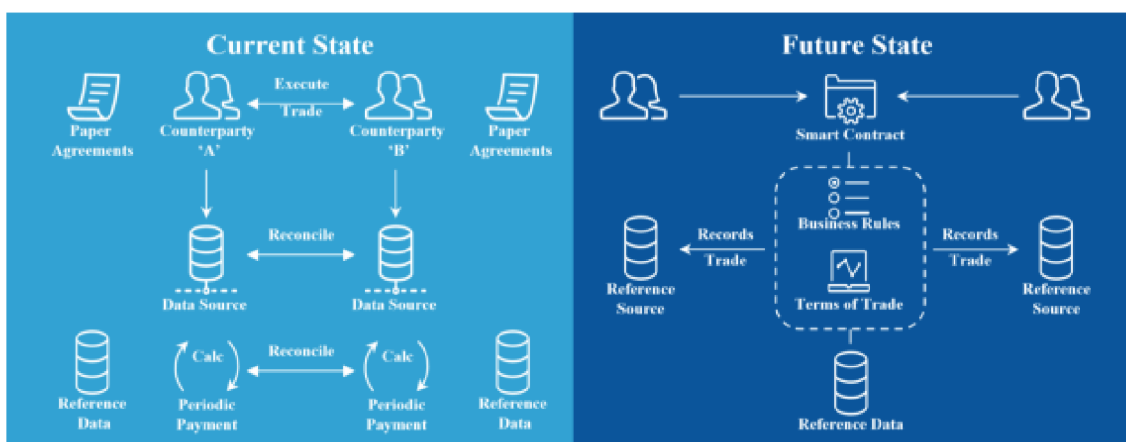 Current State
Execute
Trade
Paper
Agreements
Counterparty
‘A’
Counterparty
‘B’
Paper
Agreements
Reconcile
Data Source
Data Source
Calc
Reconcile
Calc
Reference
Data
Periodic
Payment
Periodic
Payment
Reference
Data
Future State
Smart Contract
Business Rules
Records
Trade
Records
Trade
Reference
Source
Terms of Trade
Reference
Source
Reference Data